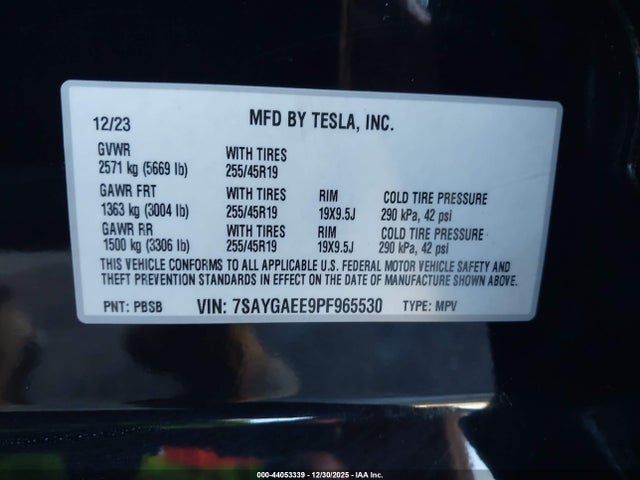 12/23 MFD BY TESLA, INC.
GVWR
2571 kg (5669 lb) WITH TIRES 255/45R19
GAWR FRT WITH TIRES RIM COLD TIRE PRESSURE
1363 kg (3004 lb) 255/45R19 19X9.5J 290 kPa, 42 psi
GAWR RR WITH TIRES RIM COLD TIRE PRESSURE
1500 kg (3306 lb) 255/45R19 19X9.5J 290 kPa, 42 psi
THIS VEHICLE CONFORMS TO ALL APPLICABLE U.S. FEDERAL MOTOR VEHICLE SAFETY AND
THEFT PREVENTION STANDARDS IN EFFECT ON THE DATE OF MANUFACTURE SHOWN ABOVE.
PNT: PBSB VIN: 7SAYGAEE9PF965530 TYPE: MPV
000-44053339 - 12/30/2025 - IAA Inc.